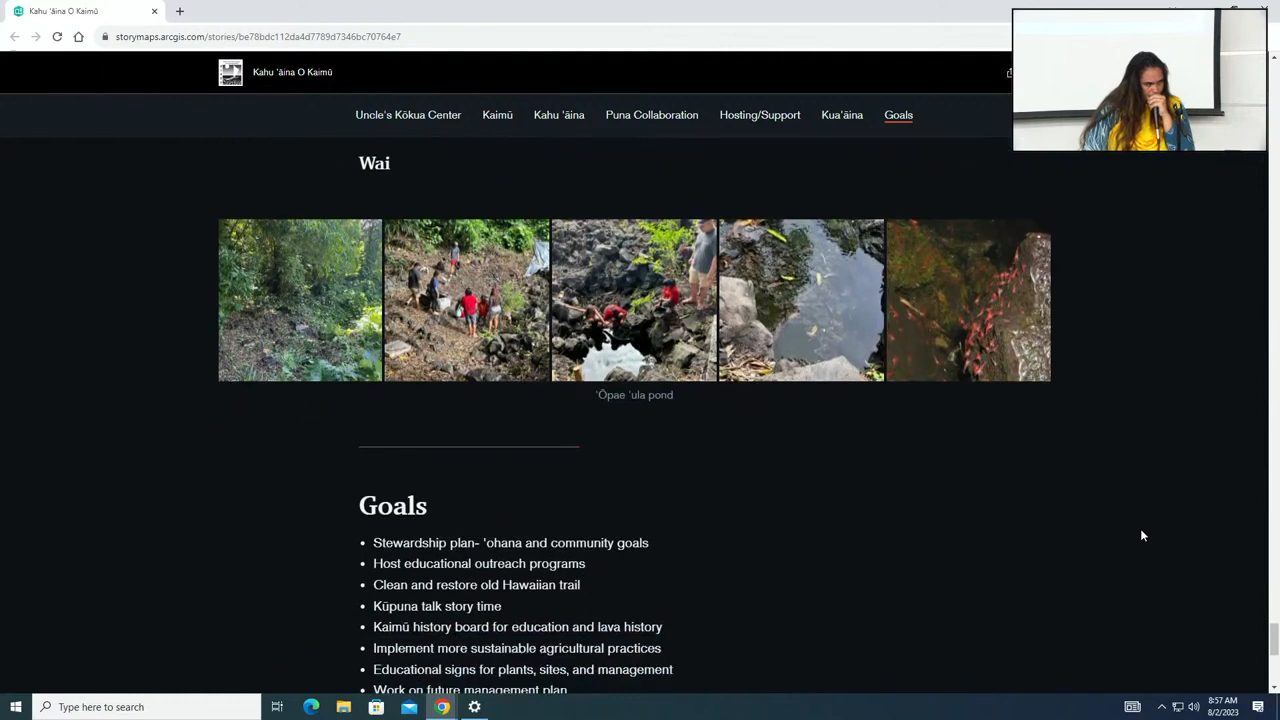 Kahu ʻāina O Kaimū
storymaps.arcgis.com/stories/be78bdc112da4d7789d7346bc70764e7
Kahu ʻāina O Kaimū
Uncle's Kōkua Center
Kaimū
Kahu ʻāina
Puna Collaboration
Hosting/Support
Kuaʻāina
Goals
Wai
ʻŌpae ʻula pond
Goals
• Stewardship plan- ʻohana and community goals
• Host educational outreach programs
• Clean and restore old Hawaiian trail
• Kūpuna talk story time
• Kaimū history board for education and lava history
• Implement more sustainable agricultural practices
• Educational signs for plants, sites, and management
• Work on future management plan
Type here to search
8:57 AM
8/2/2023